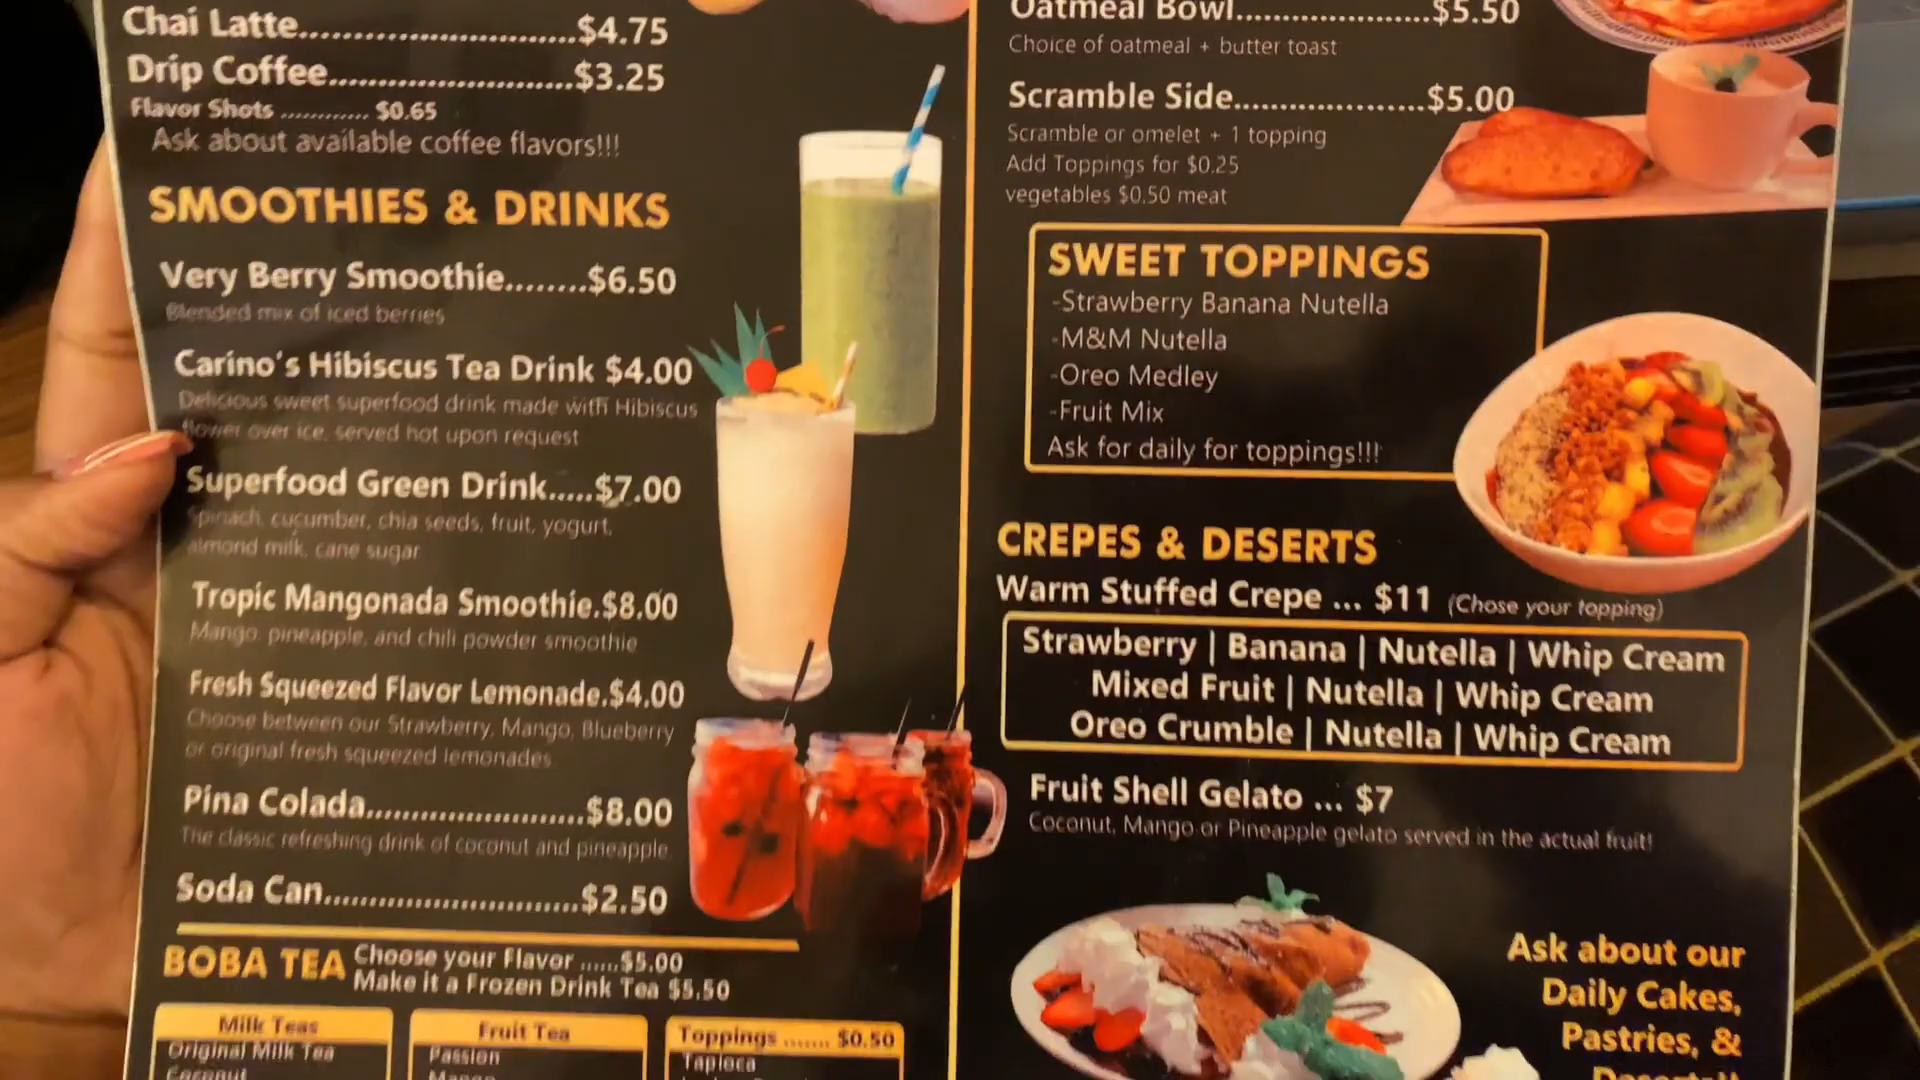 Chai Latte..............................$4.75
Drip Coffee..........................$3.25
Flavor Shots ............ $0.65
Ask about available coffee flavors!!!
SMOOTHIES & DRINKS
Very Berry Smoothie........$6.50
Blended mix of iced berries
Carino's Hibiscus Tea Drink $4.00
Delicious sweet superfood drink made with Hibiscus
flower over ice, served hot upon request
Superfood Green Drink.....$7.00
Spinach, cucumber, chia seeds, fruit, yogurt,
almond milk, cane sugar
Tropic Mangonada Smoothie.$8.00
Mango, pineapple, and chili powder smoothie
Fresh Squeezed Flavor Lemonade.$4.00
Choose between our Strawberry, Mango, Blueberry
or original fresh squeezed lemonades
Pina Colada........................$8.00
The classic refreshing drink of coconut and pineapple
Soda Can............................$2.50
BOBA TEA
Choose your Flavor ......$5.00
Make it a Frozen Drink Tea $5.50
Milk Teas
Original Milk Tea
Coconut
Fruit Tea
Passion
Mango
Toppings ....... $0.50
Tapioca
Oatmeal Bowl.....................$5.50
Choice of oatmeal + butter toast
Scramble Side.....................$5.00
Scramble or omelet + 1 topping
Add Toppings for $0.25
vegetables $0.50 meat
SWEET TOPPINGS
-Strawberry Banana Nutella
-M&M Nutella
-Oreo Medley
-Fruit Mix
Ask for daily for toppings!!!
CREPES & DESERTS
Warm Stuffed Crepe ... $11 (Chose your topping)
Strawberry | Banana | Nutella | Whip Cream
Mixed Fruit | Nutella | Whip Cream
Oreo Crumble | Nutella | Whip Cream
Fruit Shell Gelato ... $7
Coconut, Mango or Pineapple gelato served in the actual fruit!
Ask about our
Daily Cakes,
Pastries, &